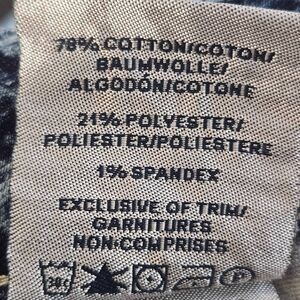 78% COTTON/COTON/
BAUMWOLLE/
ALGODÓN/COTONE
21% POLYESTER/
POLIESTER/POLIESTERE
1% SPANDEX
EXCLUSIVE OF TRIM/
GARNITURES
NON-COMPRISES